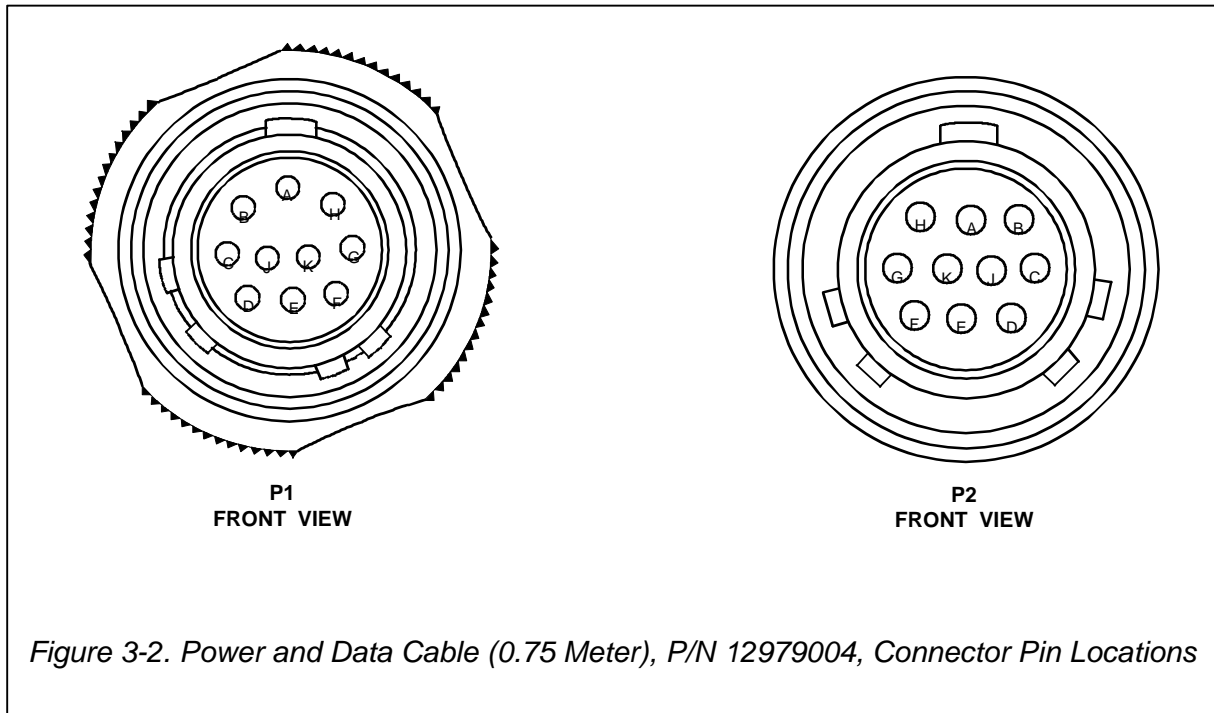 A
B H
C J K G
D E F
H A B
G K J C
F E D
P1
FRONT VIEW
P2
FRONT VIEW
Figure 3-2. Power and Data Cable (0.75 Meter), P/N 12979004, Connector Pin Locations